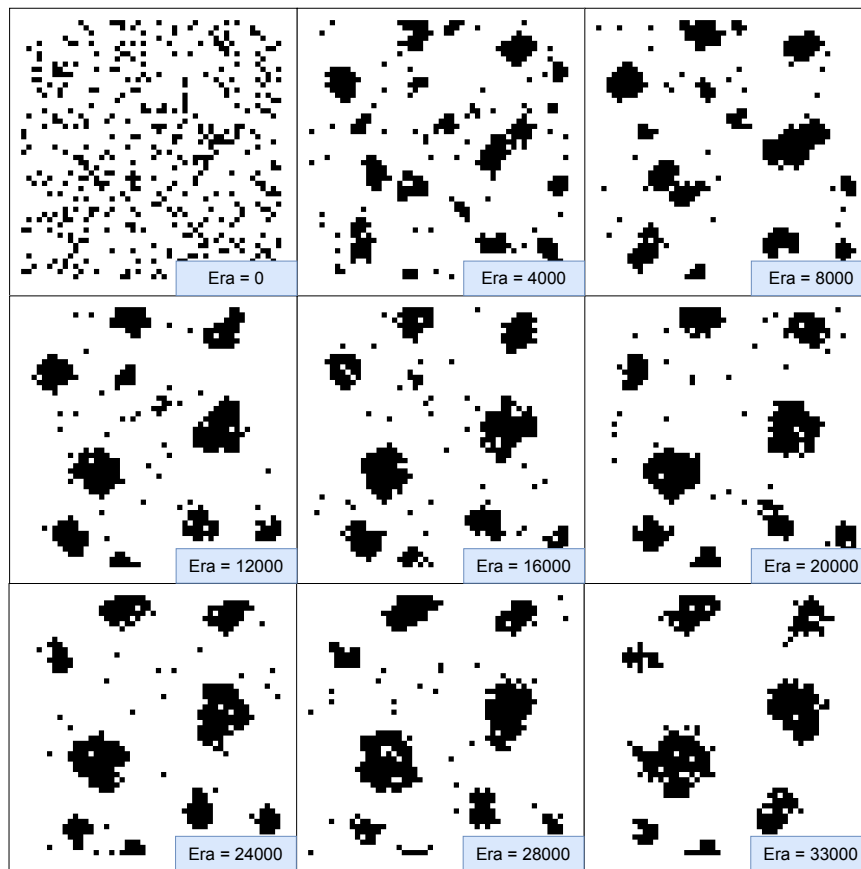 Era = 0
Era = 4000
Era = 8000
Era = 12000
Era = 16000
Era = 20000
Era = 24000
Era = 28000
Era = 33000